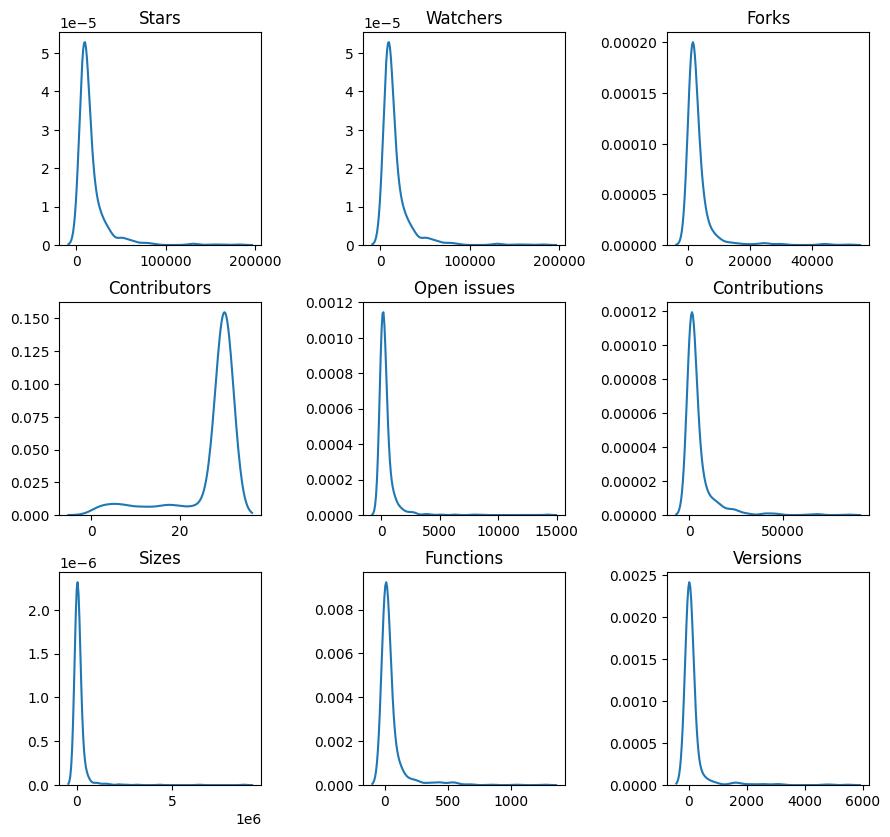 Stars Watchers Forks
1e−5 1e−5
5 5 0.00020
4 4 0.00015
3 3
2 2 0.00010
1 1 0.00005
0 0 0.00000
0 100000 200000 0 100000 200000 0 20000 40000
Contributors Open issues Contributions
0.150 0.0012 0.00012
0.125 0.0010 0.00010
0.100 0.0008 0.00008
0.075 0.0006 0.00006
0.050 0.0004 0.00004
0.025 0.0002 0.00002
0.000 0.0000 0.00000
0 20 0 5000 10000 15000 0 50000
Sizes Functions Versions
1e−6
2.0 0.008 0.0025
1.5 0.006 0.0020
1.0 0.004 0.0015
0.5 0.002 0.0010
0.0 0.000 0.0005
0.0000
0 5 0 500 1000 0 2000 4000 6000
1e6